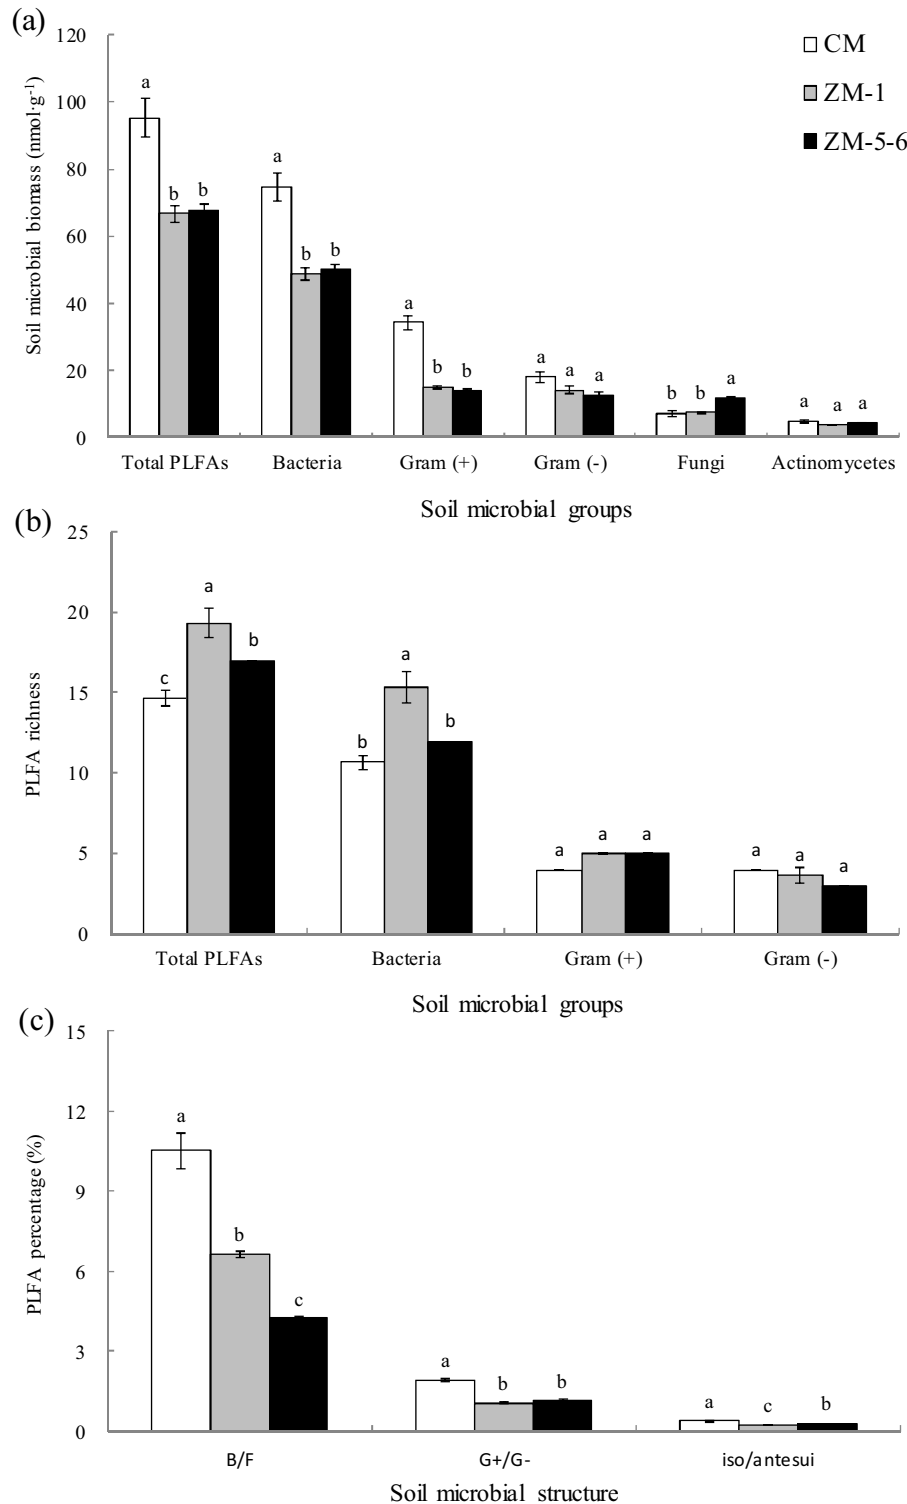 (a)
120
100
80
60
40
20
0
Soil microbial biomass (nmol·g-1)
CM
ZM-1
ZM-5-6
a b b a b b a b b a a a b b a a a a
Total PLFAs Bacteria Gram (+) Gram (-) Fungi Actinomycetes
Soil microbial groups
(b)
25
20
15
10
5
0
PLFA richness
c a b b a b a a a a a a
Total PLFAs Bacteria Gram (+) Gram (-)
Soil microbial groups
(c)
15
12
9
6
3
0
PLFA percentage (%)
a b c a b b a c b
B/F G+/G- iso/antesui
Soil microbial structure